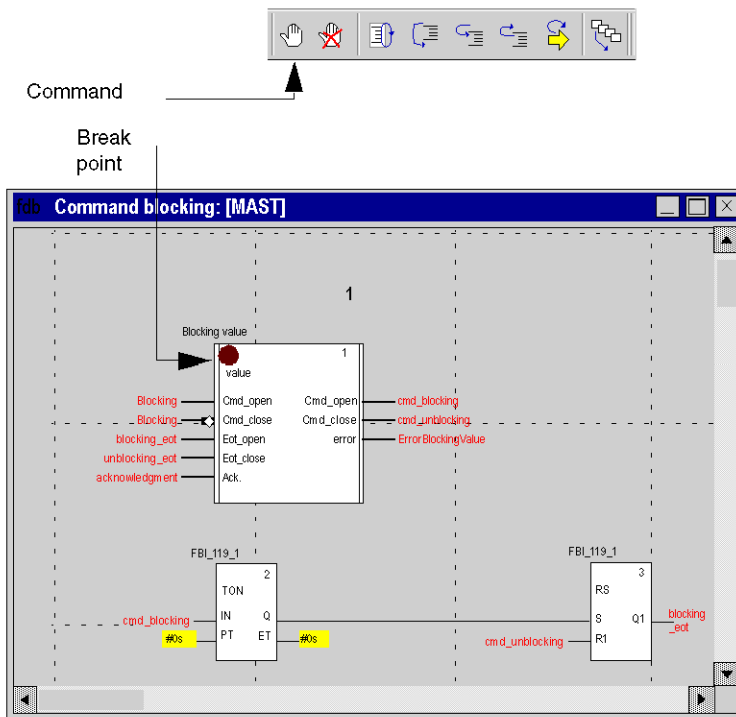 Command
Break
point
fdb Command blocking: [MAST]
1
Blocking value
1
value
Blocking Cmd_open Cmd_open cmd_blocking
Blocking Cmd_close Cmd_close cmd_unblocking
blocking_eot Eot_open error ErrorBlockingValue
unblocking_eot Eot_close
acknowledgment Ack.
FBI_119_1 FBI_119_1
2 3
TON RS
cmd_blocking IN Q S Q1 blocking
_eot
#0s PT ET #0s cmd_unblocking R1